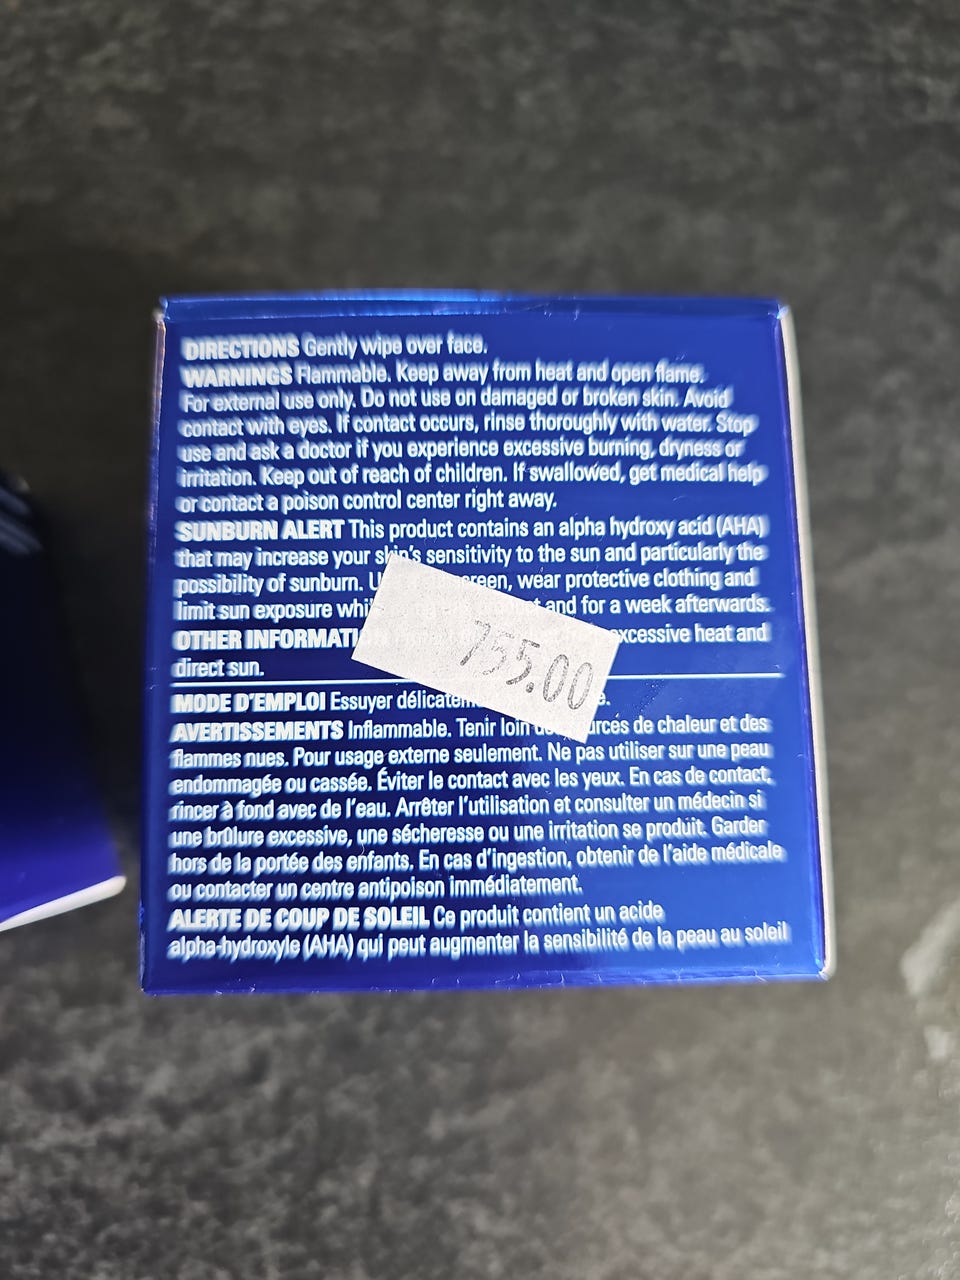 DIRECTIONS Gently wipe over face.
WARNINGS Flammable. Keep away from heat and open flame.
For external use only. Do not use on damaged or broken skin. Avoid
contact with eyes. If contact occurs, rinse thoroughly with water. Stop
use and ask a doctor if you experience excessive burning, dryness or
irritation. Keep out of reach of children. If swallowed, get medical help
or contact a poison control center right away.
SUNBURN ALERT This product contains an alpha hydroxy acid (AHA)
that may increase your skin's sensitivity to the sun and particularly the
possibility of sunburn. wear protective clothing and
limit sun exposure and for a week afterwards.
OTHER excessive heat and
direct sun.
755.00
MODE D'EMPLOI Essuyer
AVERTISSEMENTS Inflammable. Tenir loin de chaleur et des
flammes nues. Pour usage externe seulement. Ne pas utiliser sur une peau
endommagée ou cassée. Éviter le contact avec les yeux. En cas de contact,
rincer à fond avec de l'eau. Arrêter l'utilisation et consulter un médecin si
une brûlure excessive, une sécheresse ou une irritation se produit. Garder
hors de la portée des enfants. En cas d'ingestion, obtenir de l'aide médicale
ou contacter un centre antipoison immédiatement.
ALERTE DE COUP DE SOLEIL Ce produit contient un acide
alpha-hydroxyle (AHA) qui peut augmenter la sensibilité de la peau au soleil